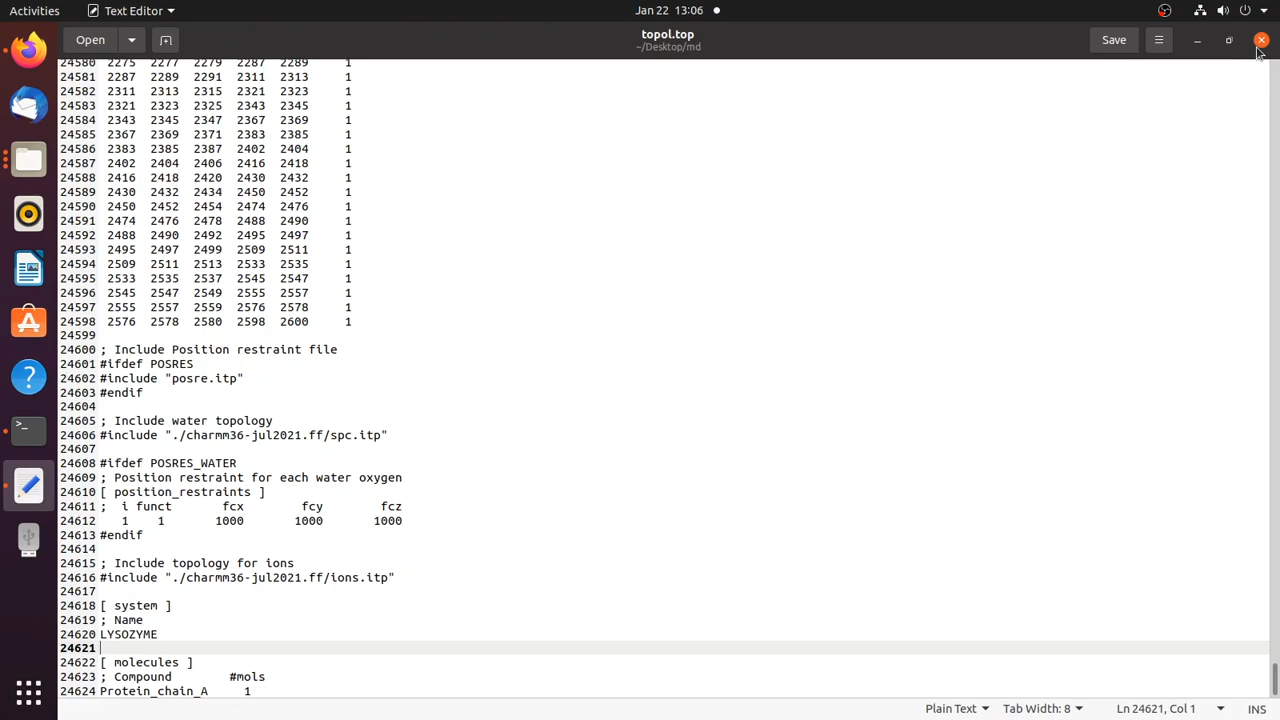 Activities Text Editor Jan 22 13:06
Open topol.top Save
~/Desktop/md
24580 2275 2277 2279 2287 2289 1
24581 2287 2289 2291 2311 2313 1
24582 2311 2313 2315 2321 2323 1
24583 2321 2323 2325 2343 2345 1
24584 2343 2345 2347 2367 2369 1
24585 2367 2369 2371 2383 2385 1
24586 2383 2385 2387 2402 2404 1
24587 2402 2404 2406 2416 2418 1
24588 2416 2418 2420 2430 2432 1
24589 2430 2432 2434 2450 2452 1
24590 2450 2452 2454 2474 2476 1
24591 2474 2476 2478 2488 2490 1
24592 2488 2490 2492 2495 2497 1
24593 2495 2497 2499 2509 2511 1
24594 2509 2511 2513 2533 2535 1
24595 2533 2535 2537 2545 2547 1
24596 2545 2547 2549 2555 2557 1
24597 2555 2557 2559 2576 2578 1
24598 2576 2578 2580 2598 2600 1
24599
24600 ; Include Position restraint file
24601 #ifdef POSRES
24602 #include "posre.itp"
24603 #endif
24604
24605 ; Include water topology
24606 #include "./charmm36-jul2021.ff/spc.itp"
24607
24608 #ifdef POSRES_WATER
24609 ; Position restraint for each water oxygen
24610 [ position_restraints ]
24611 ; i funct fcx fcy fcz
24612 1 1 1000 1000 1000
24613 #endif
24614
24615 ; Include topology for ions
24616 #include "./charmm36-jul2021.ff/ions.itp"
24617
24618 [ system ]
24619 ; Name
24620 LYSOZYME
24621
24622 [ molecules ]
24623 ; Compound #mols
24624 Protein_chain_A 1
Plain Text Tab Width: 8 Ln 24621, Col 1 INS